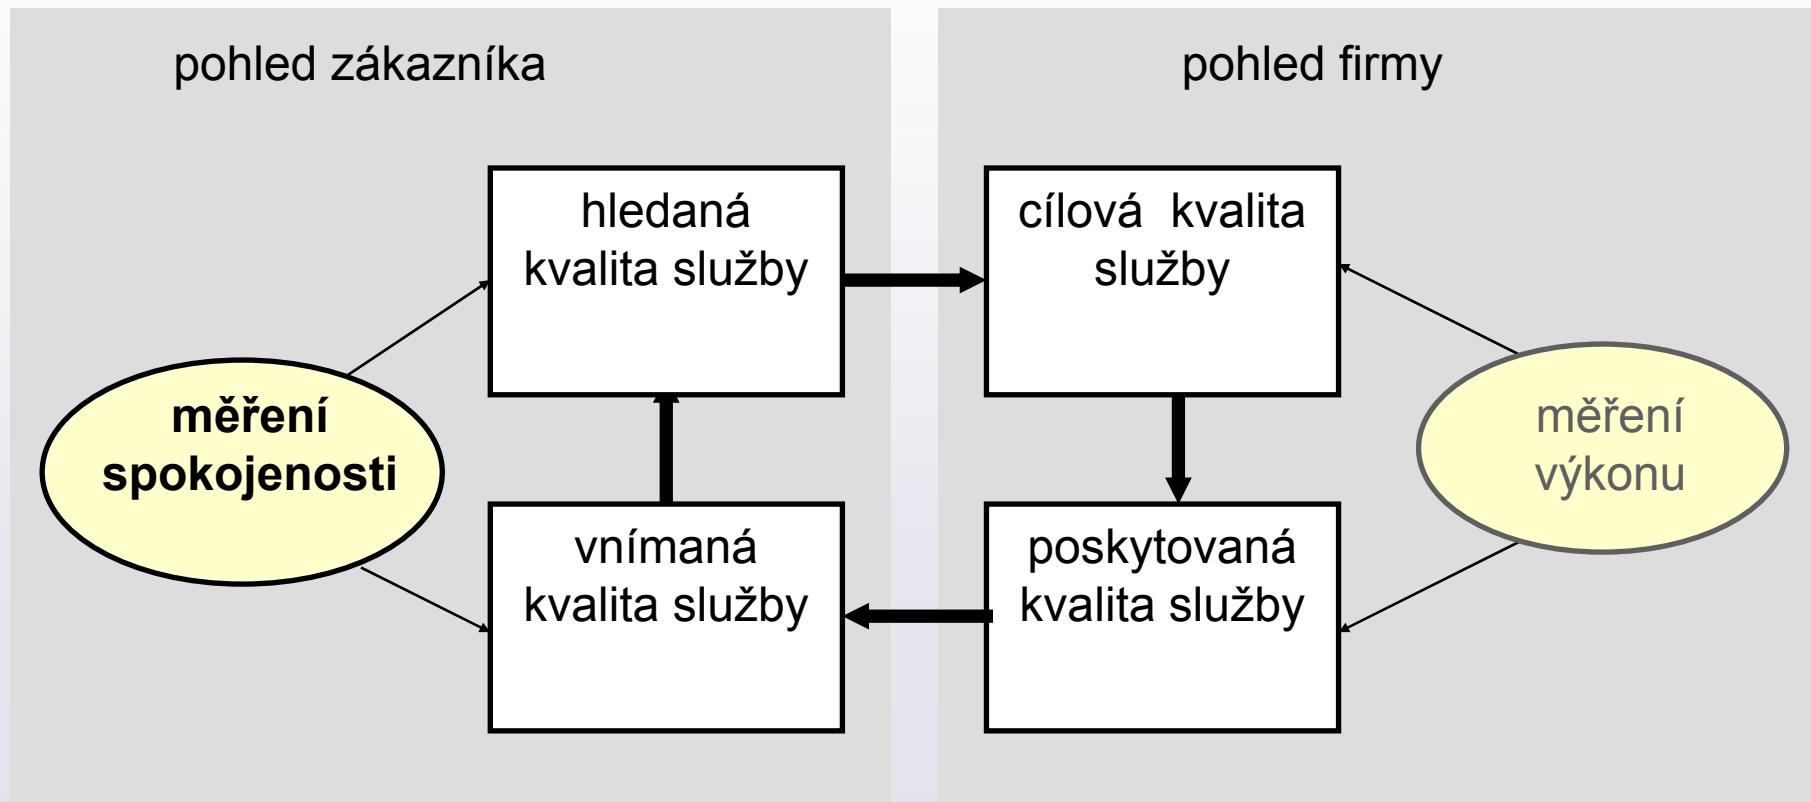 pohled zákazníka
pohled firmy
hledaná
kvalita služby
cílová kvalita
služby
měření
spokojenosti
měření
výkonu
vnímaná
kvalita služby
poskytovaná
kvalita služby